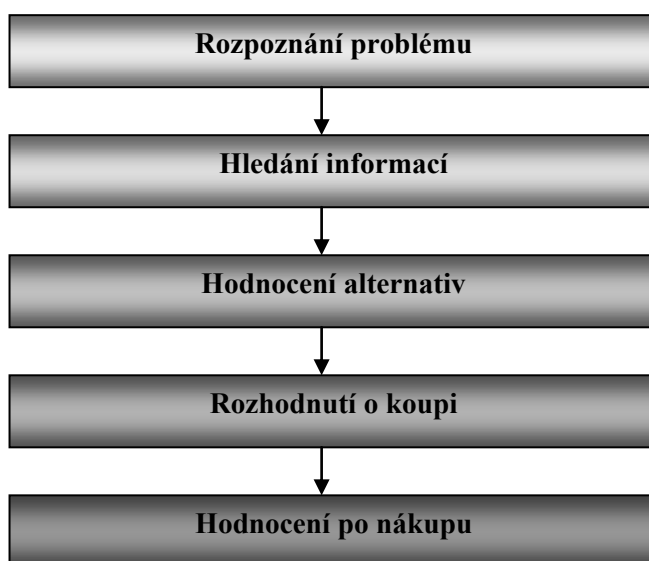 Rozpoznání problému
Hledání informací
Hodnocení alternativ
Rozhodnutí o koupi
Hodnocení po nákupu